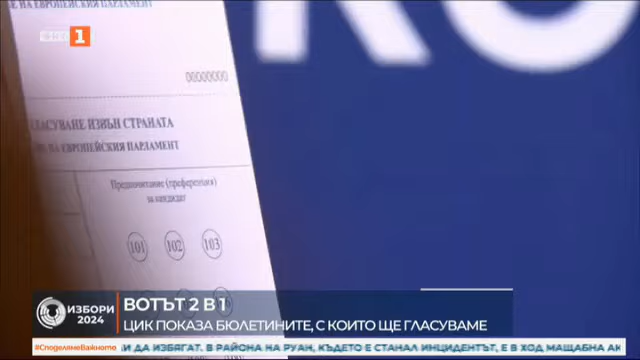 НА ЕВРОПЕЙСКИЯ ПАРЛАМЕНТ
БНТ 1
00000000
ГЛАСУВАНЕ ИЗВЪН СТРАНАТА
НА ЕВРОПЕЙСКИЯ ПАРЛАМЕНТ
Предпочитание (преференция)
за кандидат
101 102 103
ИЗБОРИ
2024
ВОТЪТ 2 В 1
ЦИК ПОКАЗА БЮЛЕТИНИТЕ, С КОИТО ЩЕ ГЛАСУВАМЕ
#СподелямеВажното И ДА ИЗБЯГАТ. В РАЙОНА НА РУАН, КЪДЕТО Е СТАНАЛ ИНЦИДЕНТЪТ, Е В ХОД МАЩАБНА АК